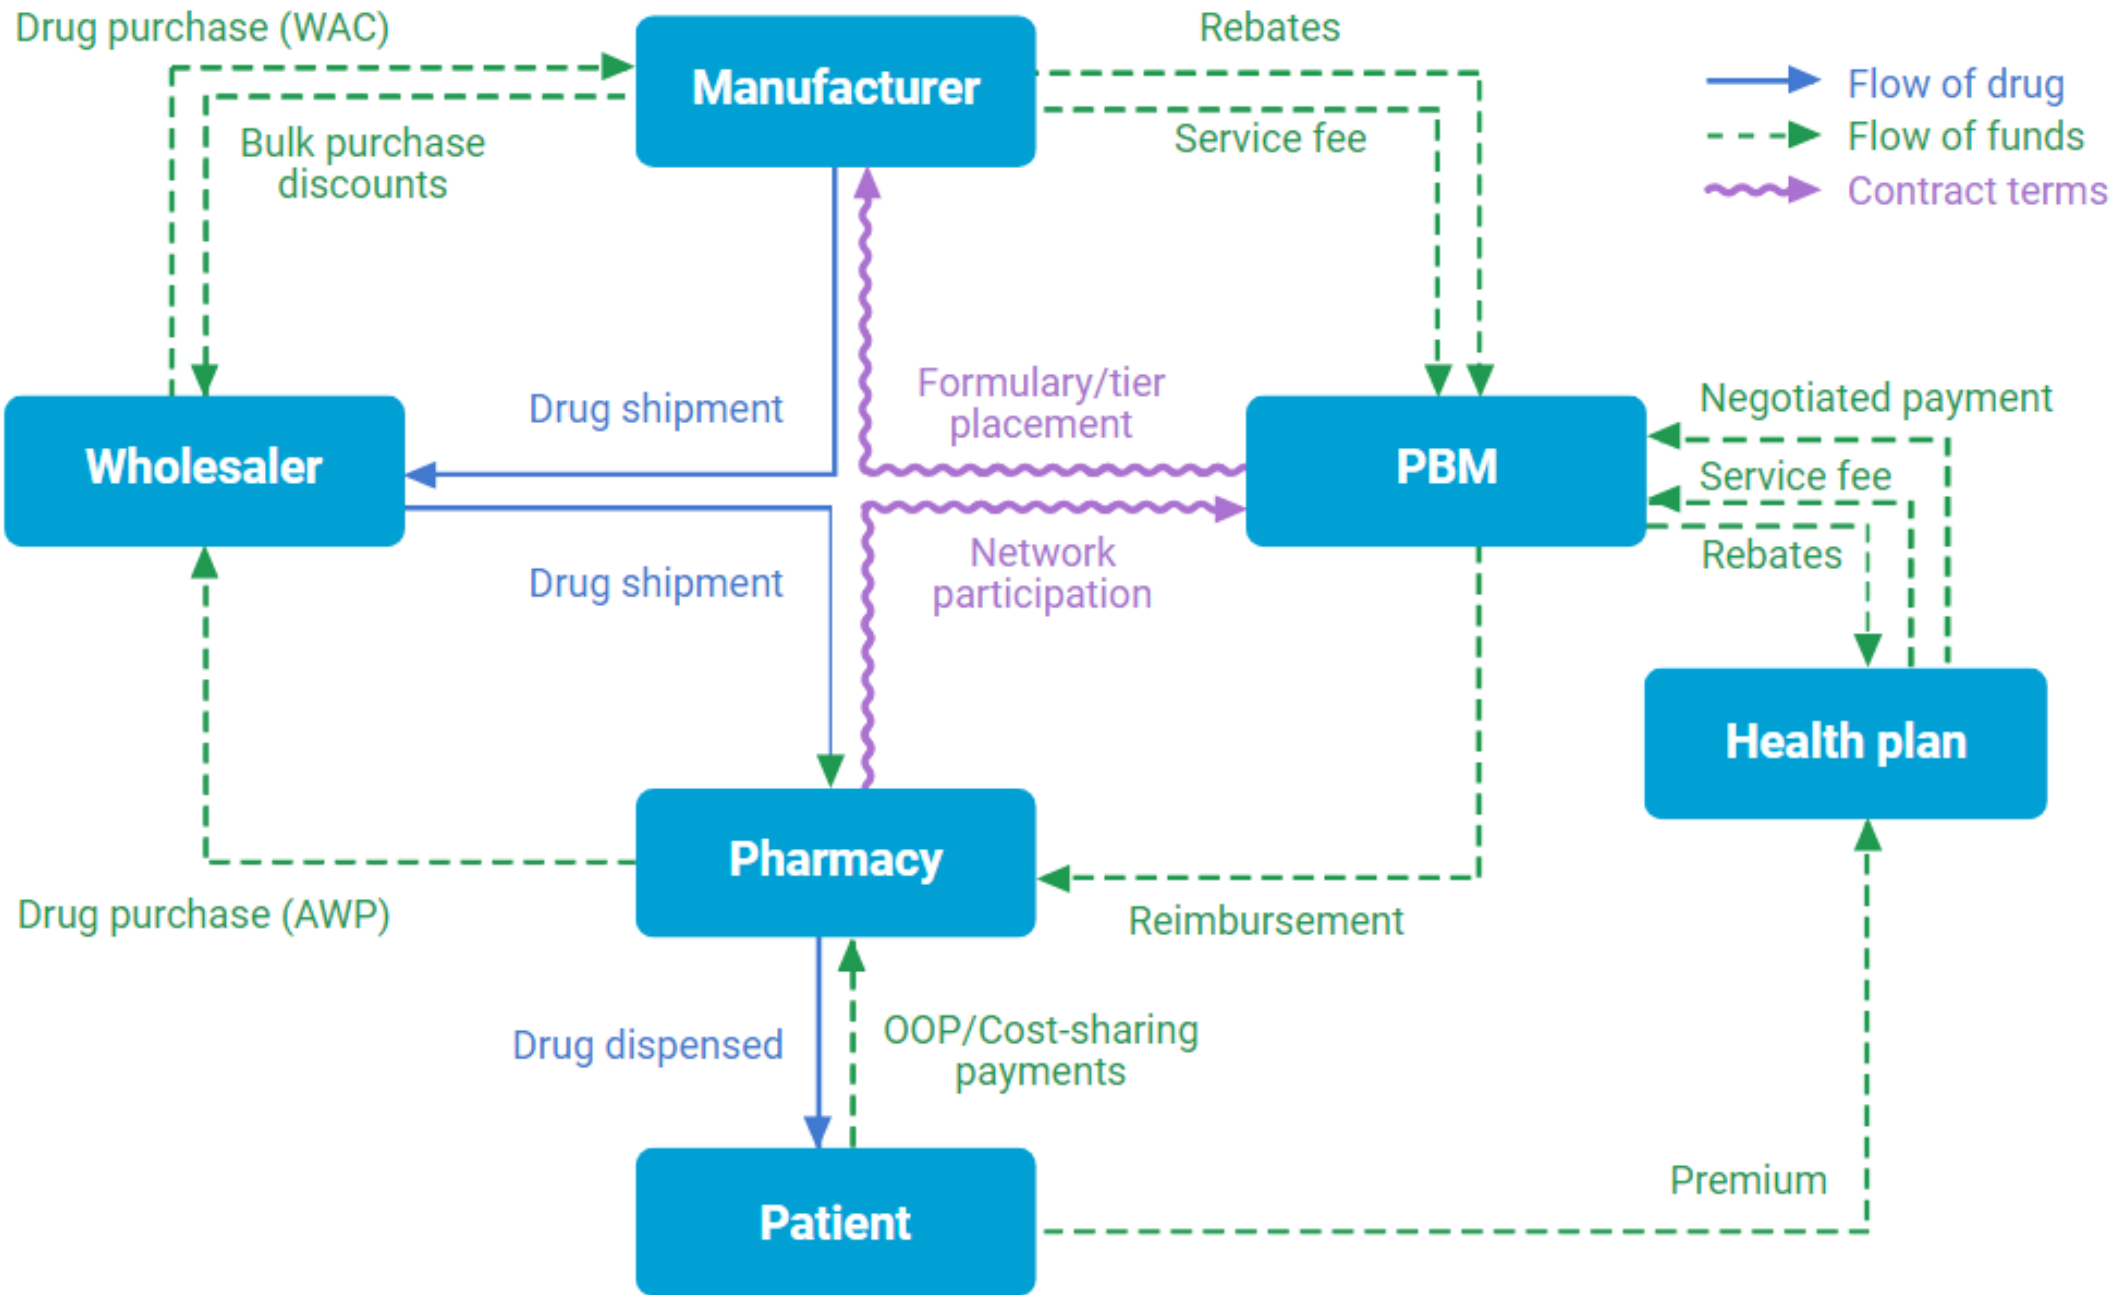 Drug purchase (WAC)
Rebates
Manufacturer
Flow of drug
Service fee
Flow of funds
Bulk purchase
discounts
Contract terms
Formulary/tier
placement
Negotiated payment
Drug shipment
Wholesaler
PBM
Service fee
Rebates
Network
participation
Drug shipment
Health plan
Pharmacy
Drug purchase (AWP)
Reimbursement
OOP/Cost-sharing
payments
Drug dispensed
Premium
Patient